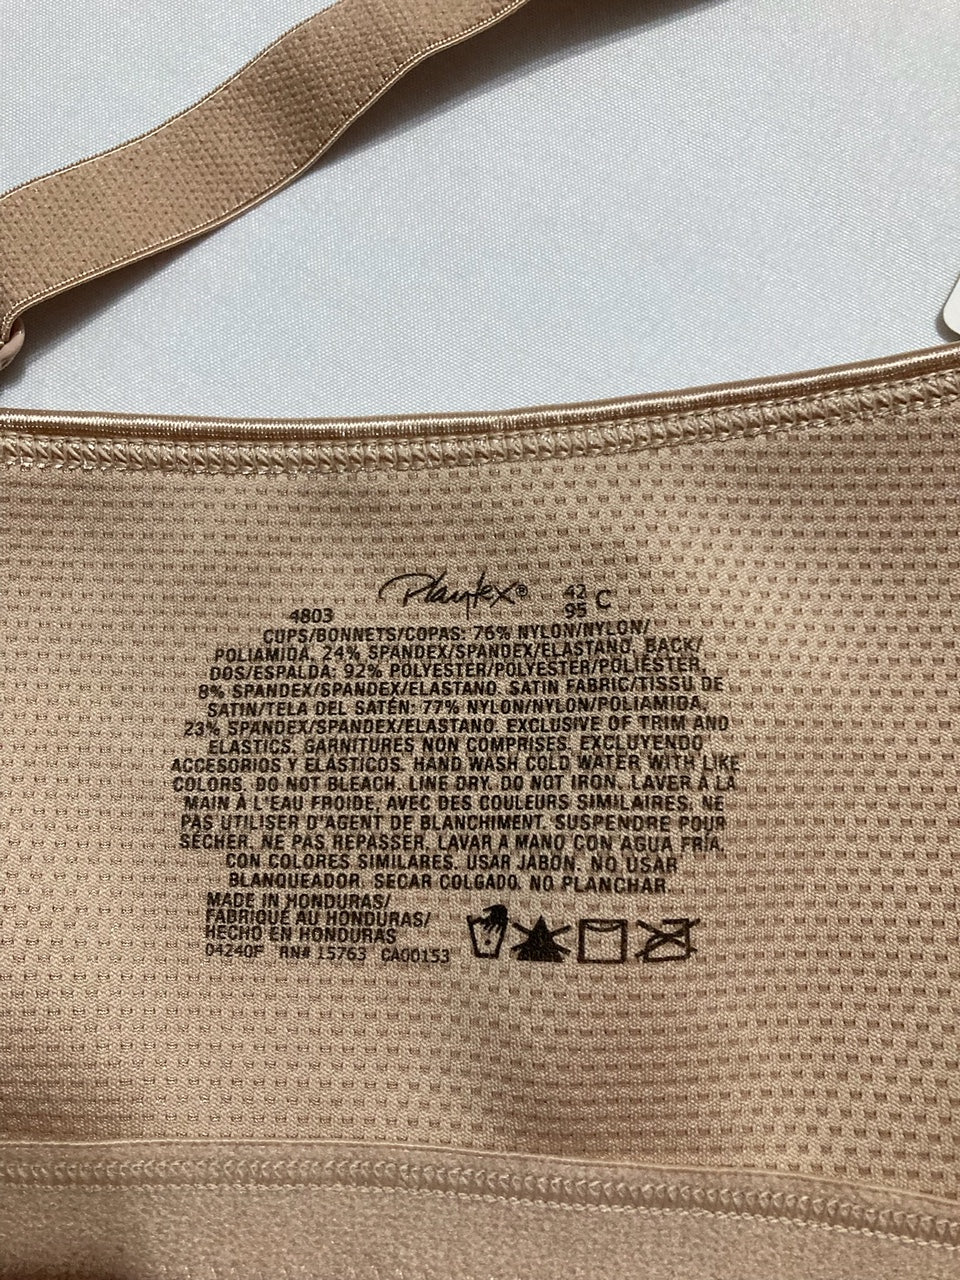 Playtex® 42 C
4803 95
CUPS/BONNETS/COPAS: 76% NYLON/NYLON/
POLIAMIDA, 24% SPANDEX/SPANDEX/ELASTANO. BACK/
DOS/ESPALDA: 92% POLYESTER/POLYESTER/POLIÉSTER,
8% SPANDEX/SPANDEX/ELASTANO. SATIN FABRIC/TISSU DE
SATIN/TELA DEL SATÉN: 77% NYLON/NYLON/POLIAMIDA,
23% SPANDEX/SPANDEX/ELASTANO. EXCLUSIVE OF TRIM AND
ELASTICS. GARNITURES NON COMPRISES. EXCLUYENDO
ACCESORIOS Y ELÁSTICOS. HAND WASH COLD WATER WITH LIKE
COLORS. DO NOT BLEACH. LINE DRY. DO NOT IRON. LAVER À LA
MAIN À L'EAU FROIDE, AVEC DES COULEURS SIMILAIRES. NE
PAS UTILISER D'AGENT DE BLANCHIMENT. SUSPENDRE POUR
SÉCHER. NE PAS REPASSER. LAVAR A MANO CON AGUA FRÍA,
CON COLORES SIMILARES. USAR JABÓN. NO USAR
BLANQUEADOR. SECAR COLGADO. NO PLANCHAR.
MADE IN HONDURAS/
FABRIQUÉ AU HONDURAS/
HECHO EN HONDURAS
04240F RN# 15763 CA00153